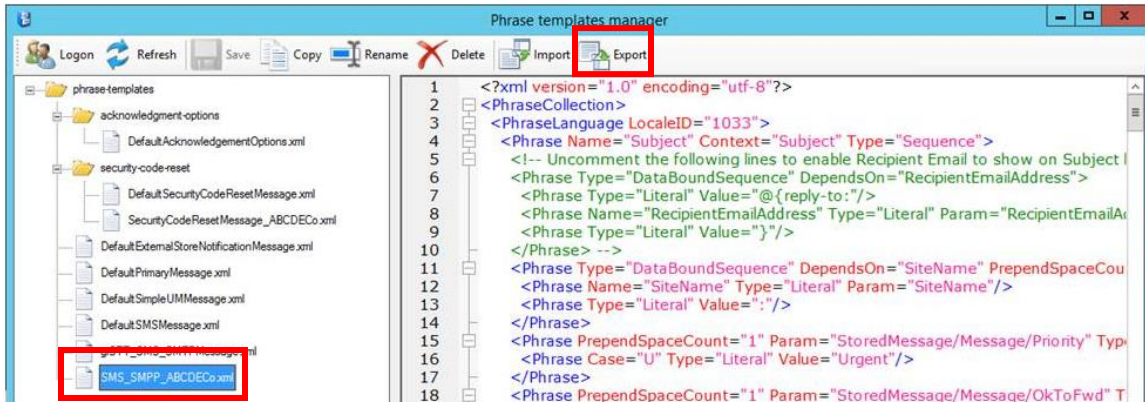 Phrase templates manager
Logon Refresh Save Copy Rename Delete Import Export
phrase-templates
acknowledgment-options
DefaultAcknowledgementOptions.xml
security-code-reset
DefaultSecurityCodeResetMessage.xml
SecurityCodeResetMessage_ABCDECo.xml
DefaultExternalStoreNotificationMessage.xml
DefaultPrimaryMessage.xml
DefaultSimpleUMMessage.xml
DefaultSMSMessage.xml
SMS_SMPP_ABCDECo.xml
1 <?xml version="1.0" encoding="utf-8"?>
2 <PhraseCollection>
3 <PhraseLanguage LocaleID="1033">
4 <Phrase Name="Subject" Context="Subject" Type="Sequence">
5 <!-- Uncomment the following lines to enable Recipient Email to show on Subject
6 <Phrase Type="DataBoundSequence" DependsOn="RecipientEmailAddress">
7 <Phrase Type="Literal" Value="@{reply-to:"/>
8 <Phrase Name="RecipientEmailAddress" Type="Literal" Param="RecipientEmailA
9 <Phrase Type="Literal" Value="}"/>
10 </Phrase> -->
11 <Phrase Type="DataBoundSequence" DependsOn="SiteName" PrependSpaceCou
12 <Phrase Name="SiteName" Type="Literal" Param="SiteName"/>
13 <Phrase Type="Literal" Value=":"/>
14 </Phrase>
15 <Phrase PrependSpaceCount="1" Param="StoredMessage/Message/Priority" Typ
16 <Phrase Case="U" Type="Literal" Value="Urgent"/>
17 </Phrase>
18 <Phrase PrependSpaceCount="1" Param="StoredMessage/Message/OkToFwd" T